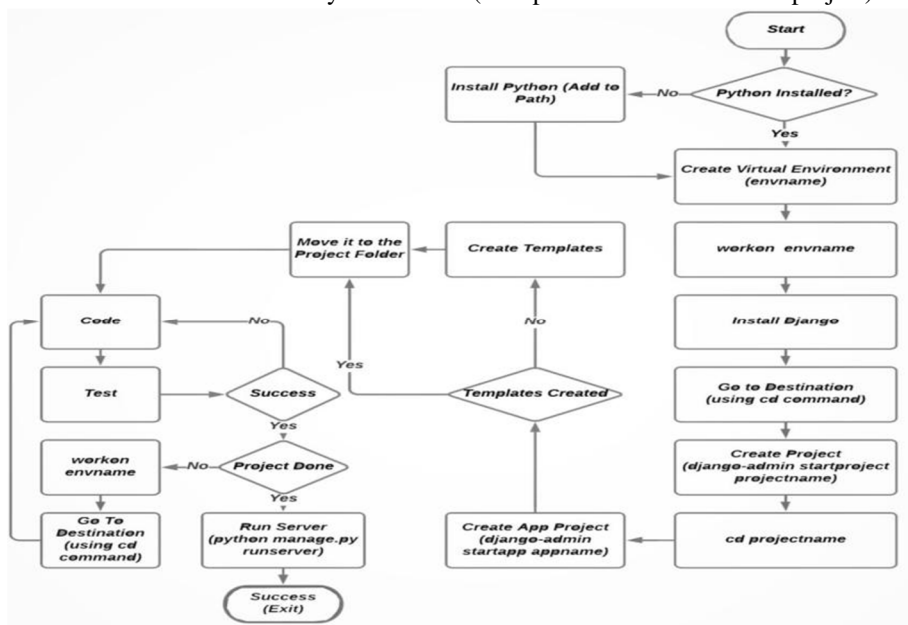 Start
Python Installed?
No
Install Python (Add to
Path)
Yes
Create Virtual Environment
(envname)
workon envname
Install Django
Go to Destination
(using cd command)
Create Project
(django-admin startproject
projectname)
cd projectname
Create App Project
(django-admin
startapp appname)
Templates Created
No
Create Templates
Yes
Move it to the
Project Folder
Code
Test
Success
No
Yes
Project Done
No
workon
envname
Go To
Destination
(using cd
command)
Yes
Run Server
(python manage.py
runserver)
Success
(Exit)